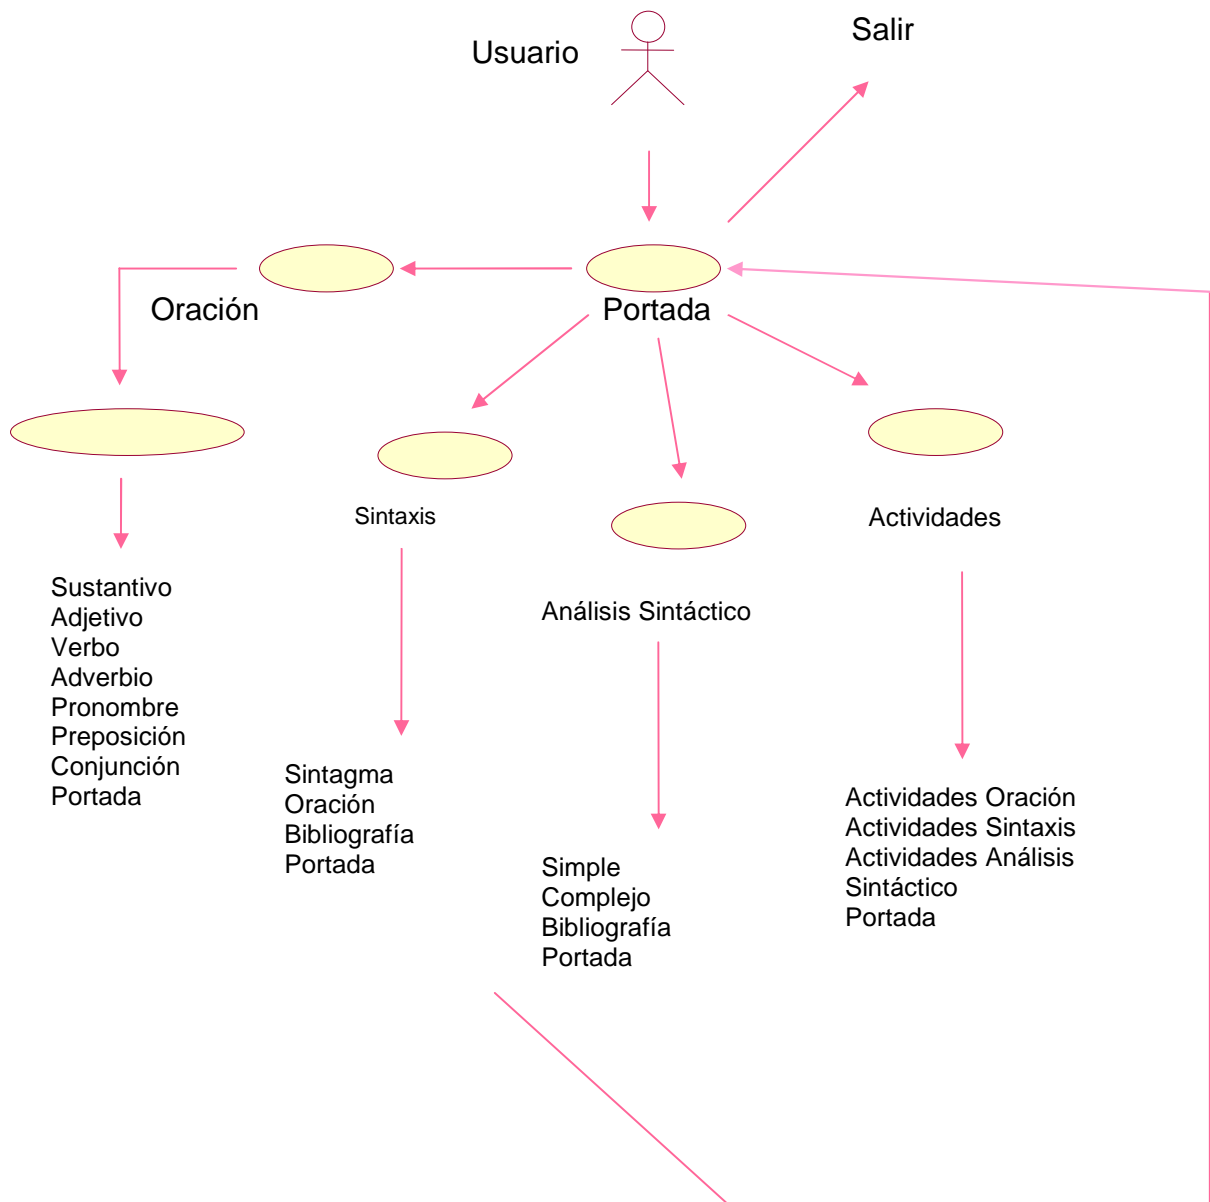 Usuario
Salir
Oración
Portada
Sintaxis
Actividades
Análisis Sintáctico
Sustantivo
Adjetivo
Verbo
Adverbio
Pronombre
Preposición
Conjunción
Portada
Sintagma
Oración
Bibliografía
Portada
Simple
Complejo
Bibliografía
Portada
Actividades Oración
Actividades Sintaxis
Actividades Análisis
Sintáctico
Portada